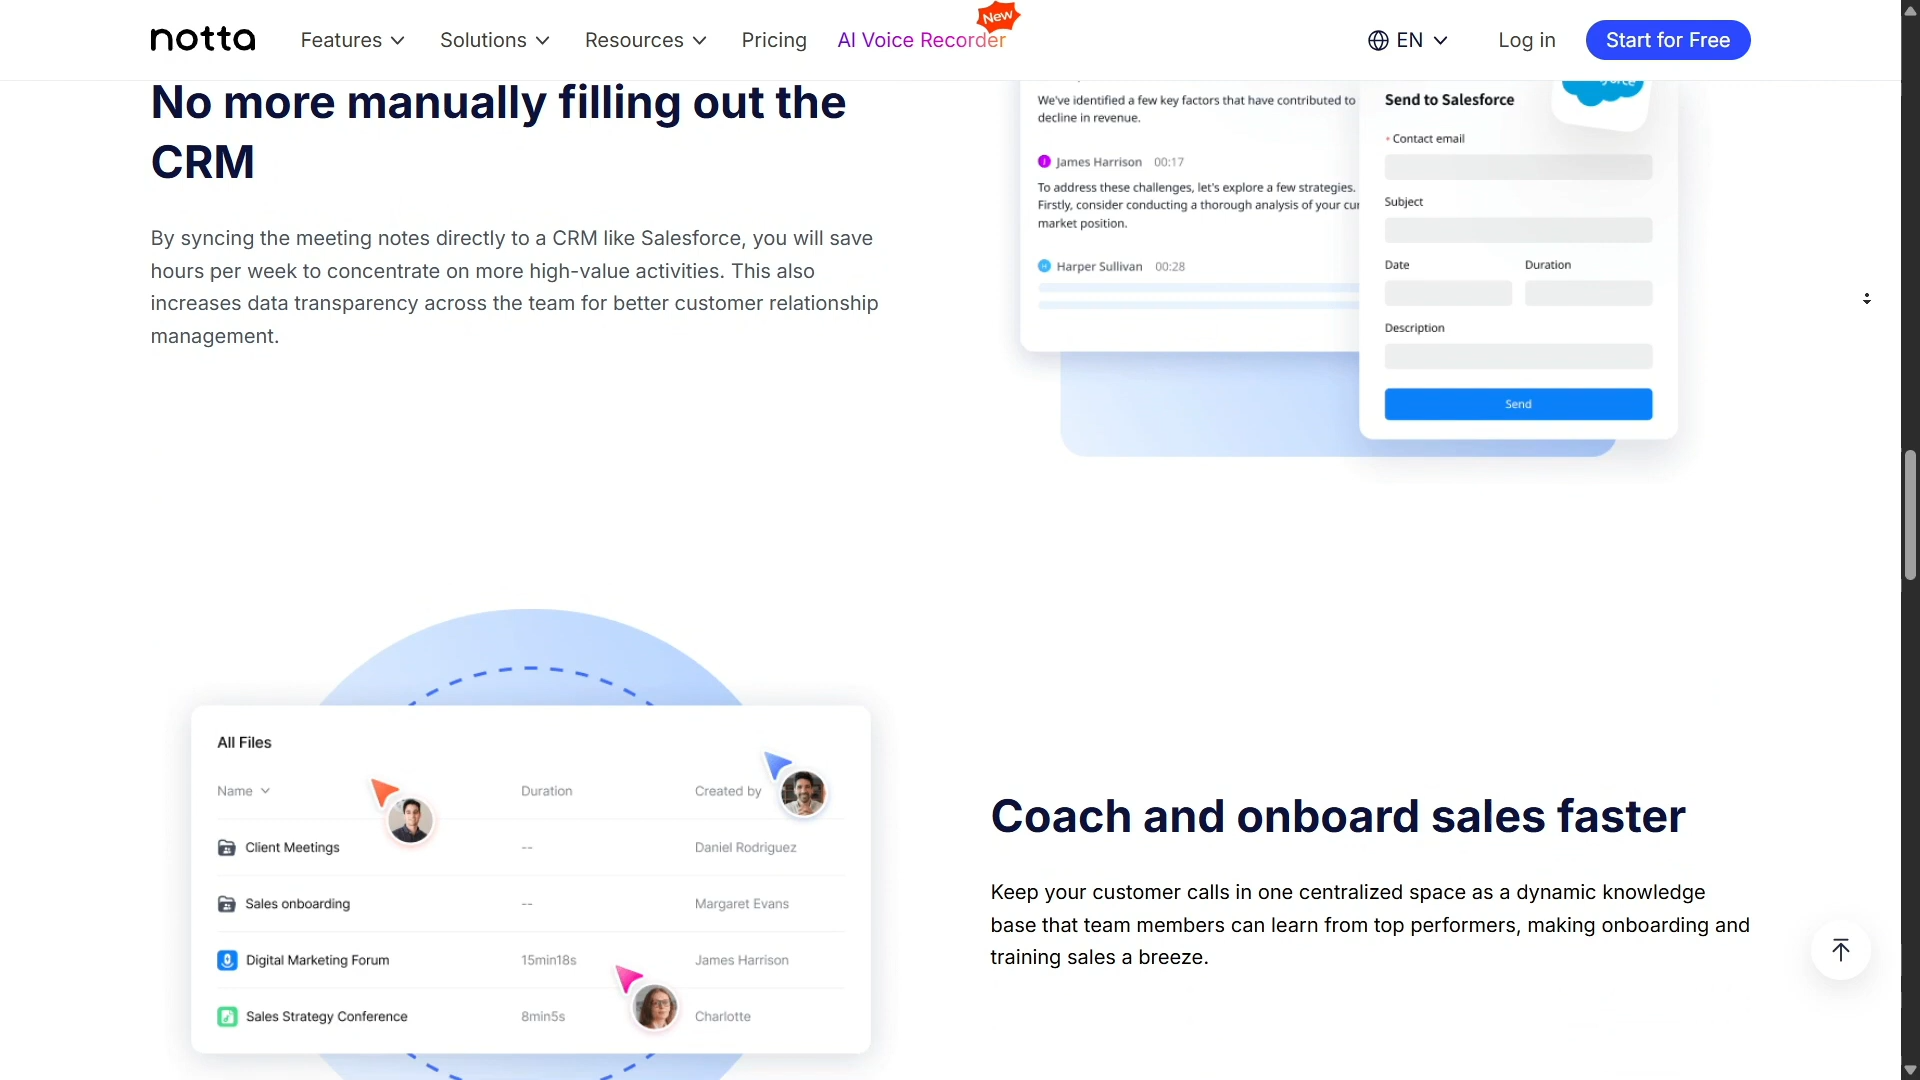 notta
Features
Solutions
Resources
Pricing
AI Voice Recorder
New
EN
Log in
Start for Free
No more manually filling out the
CRM
By syncing the meeting notes directly to a CRM like Salesforce, you will save
hours per week to concentrate on more high-value activities. This also
increases data transparency across the team for better customer relationship
management.
We've identified a few key factors that have contributed to
decline in revenue.
James Harrison 00:17
To address these challenges, let's explore a few strategies.
Firstly, consider conducting a thorough analysis of your
market position.
H Harper Sullivan 00:28
Send to Salesforce
* Contact email
Subject
Date Duration
Description
Send
All Files
Name Duration Created by
Client Meetings -- Daniel Rodriguez
Sales onboarding -- Margaret Evans
Digital Marketing Forum 15min18s James Harrison
Sales Strategy Conference 8min5s Charlotte
Coach and onboard sales faster
Keep your customer calls in one centralized space as a dynamic knowledge
base that team members can learn from top performers, making onboarding and
training sales a breeze.